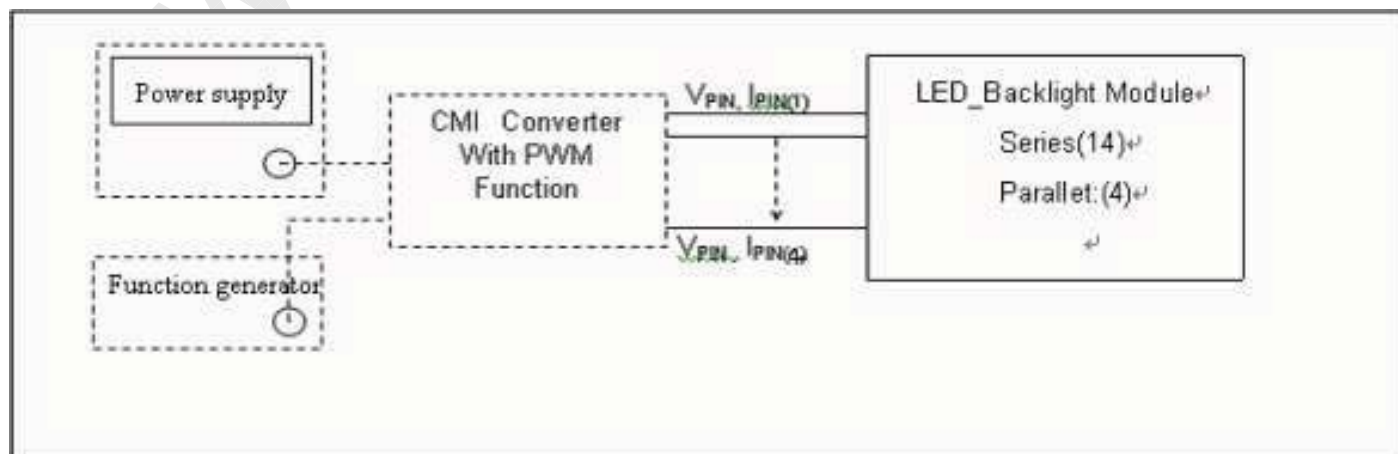 Power supply
CMI Converter
With PWM
Function
Function generator
VPIN, IPIN(1)
VPIN, IPIN(4)
LED_Backlight Module↵
Series(14)↵
Parallet:(4)↵
↵